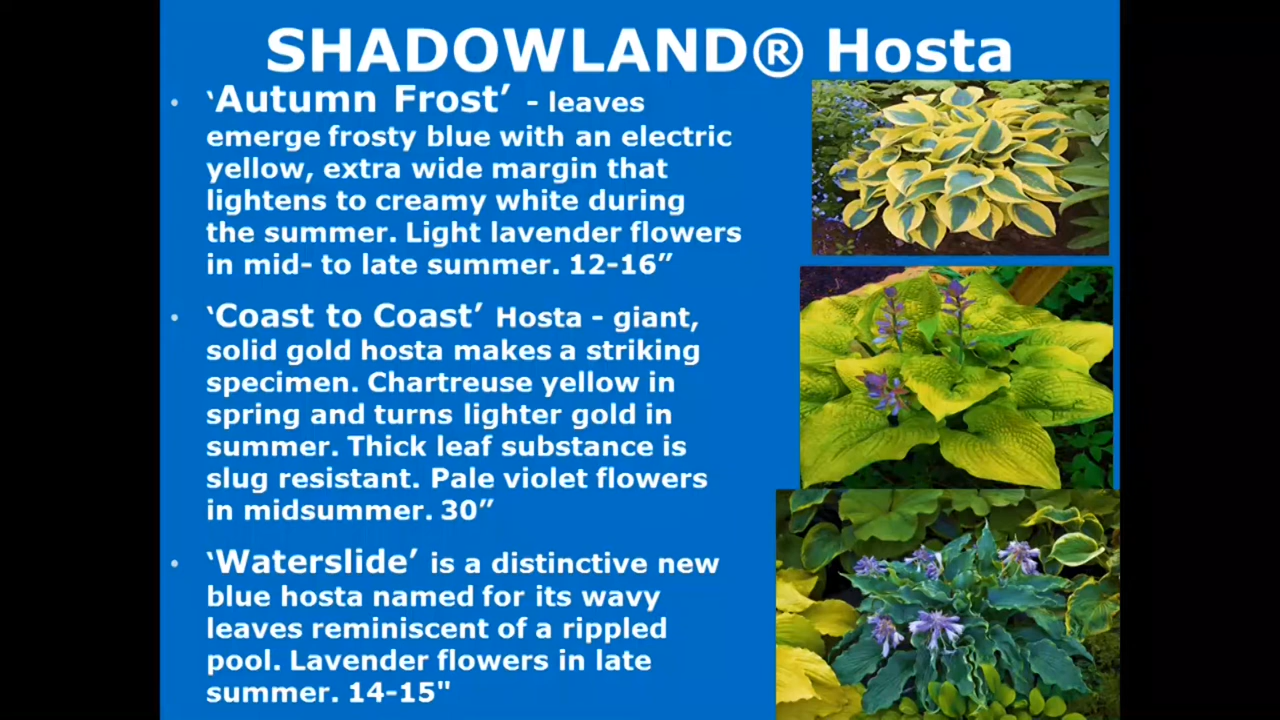 SHADOWLAND® Hosta
• ‘Autumn Frost’ - leaves
emerge frosty blue with an electric
yellow, extra wide margin that
lightens to creamy white during
the summer. Light lavender flowers
in mid- to late summer. 12-16”
• ‘Coast to Coast’ Hosta - giant,
solid gold hosta makes a striking
specimen. Chartreuse yellow in
spring and turns lighter gold in
summer. Thick leaf substance is
slug resistant. Pale violet flowers
in midsummer. 30”
• ‘Waterslide’ is a distinctive new
blue hosta named for its wavy
leaves reminiscent of a rippled
pool. Lavender flowers in late
summer. 14-15"